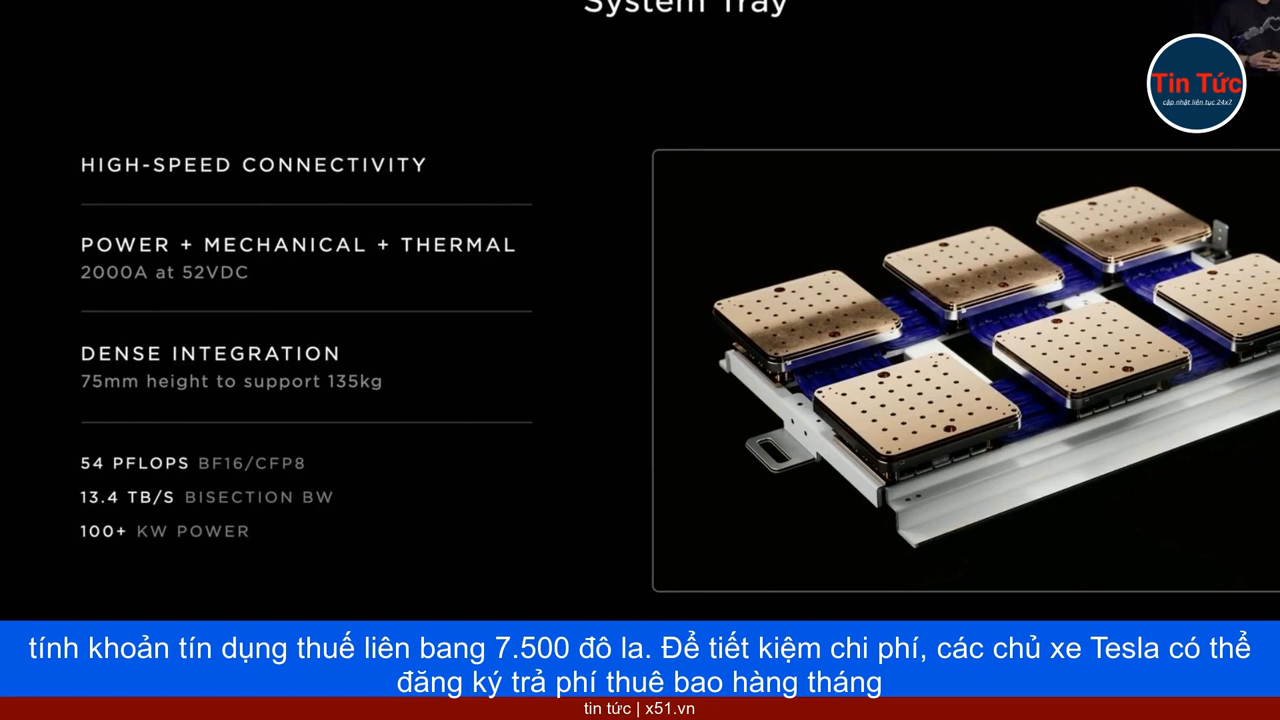 System Tray
Tin Tức
cập nhật liên tục 24x7
HIGH-SPEED CONNECTIVITY
POWER + MECHANICAL + THERMAL
2000A at 52VDC
DENSE INTEGRATION
75mm height to support 135kg
54 PFLOPS BF16/CFP8
13.4 TB/S BISECTION BW
100+ KW POWER
tính khoản tín dụng thuế liên bang 7.500 đô la. Để tiết kiệm chi phí, các chủ xe Tesla có thể
đăng ký trả phí thuê bao hàng tháng
tin tức | x51.vn